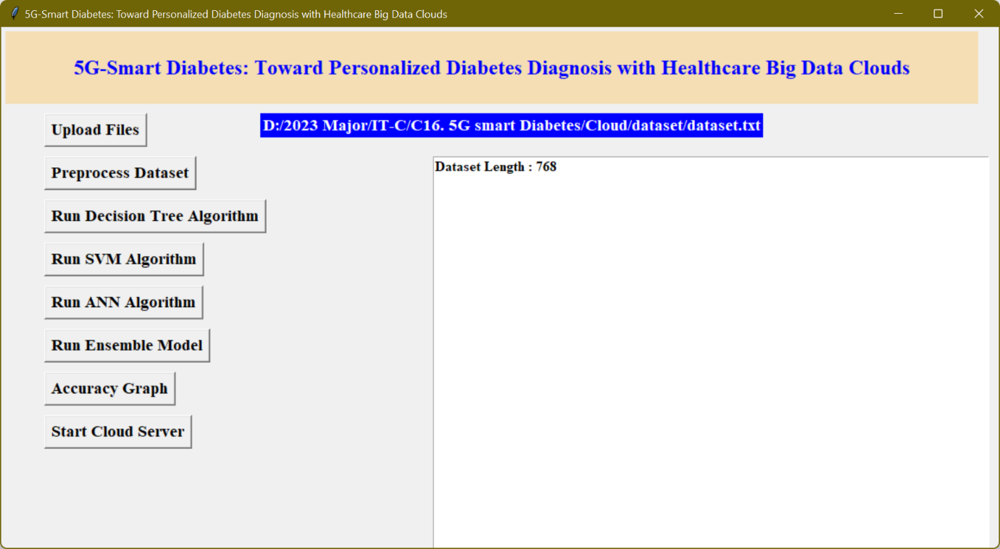 5G-Smart Diabetes: Toward Personalized Diabetes Diagnosis with Healthcare Big Data Clouds
5G-Smart Diabetes: Toward Personalized Diabetes Diagnosis with Healthcare Big Data Clouds
Upload Files
D:/2023 Major/IT-C/C16. 5G smart Diabetes/Cloud/dataset/dataset.txt
Preprocess Dataset
Dataset Length : 768
Run Decision Tree Algorithm
Run SVM Algorithm
Run ANN Algorithm
Run Ensemble Model
Accuracy Graph
Start Cloud Server